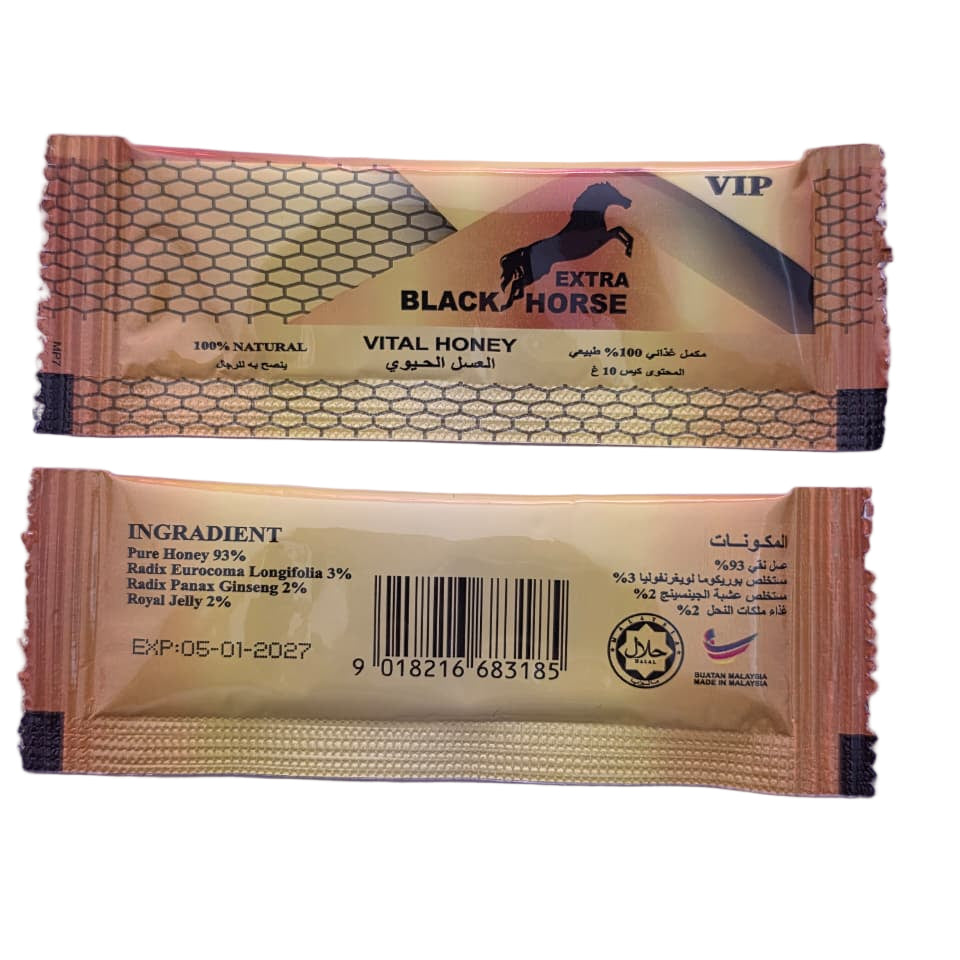 VIP
EXTRA
BLACK HORSE
100% NATURAL
ينصح به للرجال
VITAL HONEY
العسل الحيوي
مكمل غذائي 100% طبيعي
المحتوى كيس 10 غ
MP7
INGRADIENT
Pure Honey 93%
Radix Eurocoma Longifolia 3%
Radix Panax Ginseng 2%
Royal Jelly 2%
EXP:05-01-2027
9 018216 683185
المكونات
عسل نقي 93%
مستخلص يوريكوما لويغرنفوليا 3%
مستخلص عشبة الجينسينج 2%
غذاء ملكات النحل 2%
MALAYSIA
حلال
HALAL
BUATAN MALAYSIA
MADE IN MALAYSIA